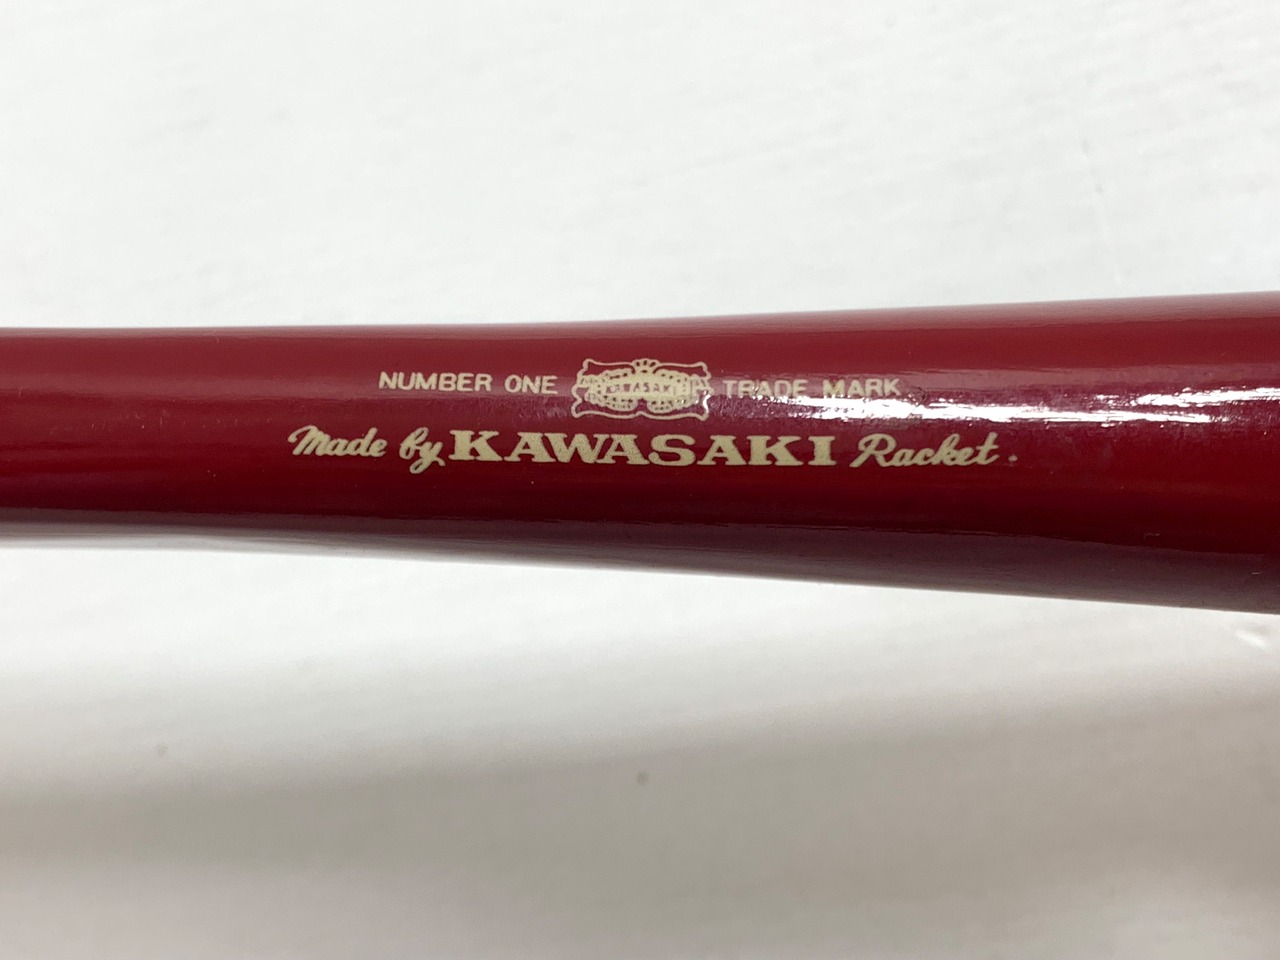 NUMBER ONE KAWASAKI TRADE MARK
Made by KAWASAKI Racket.